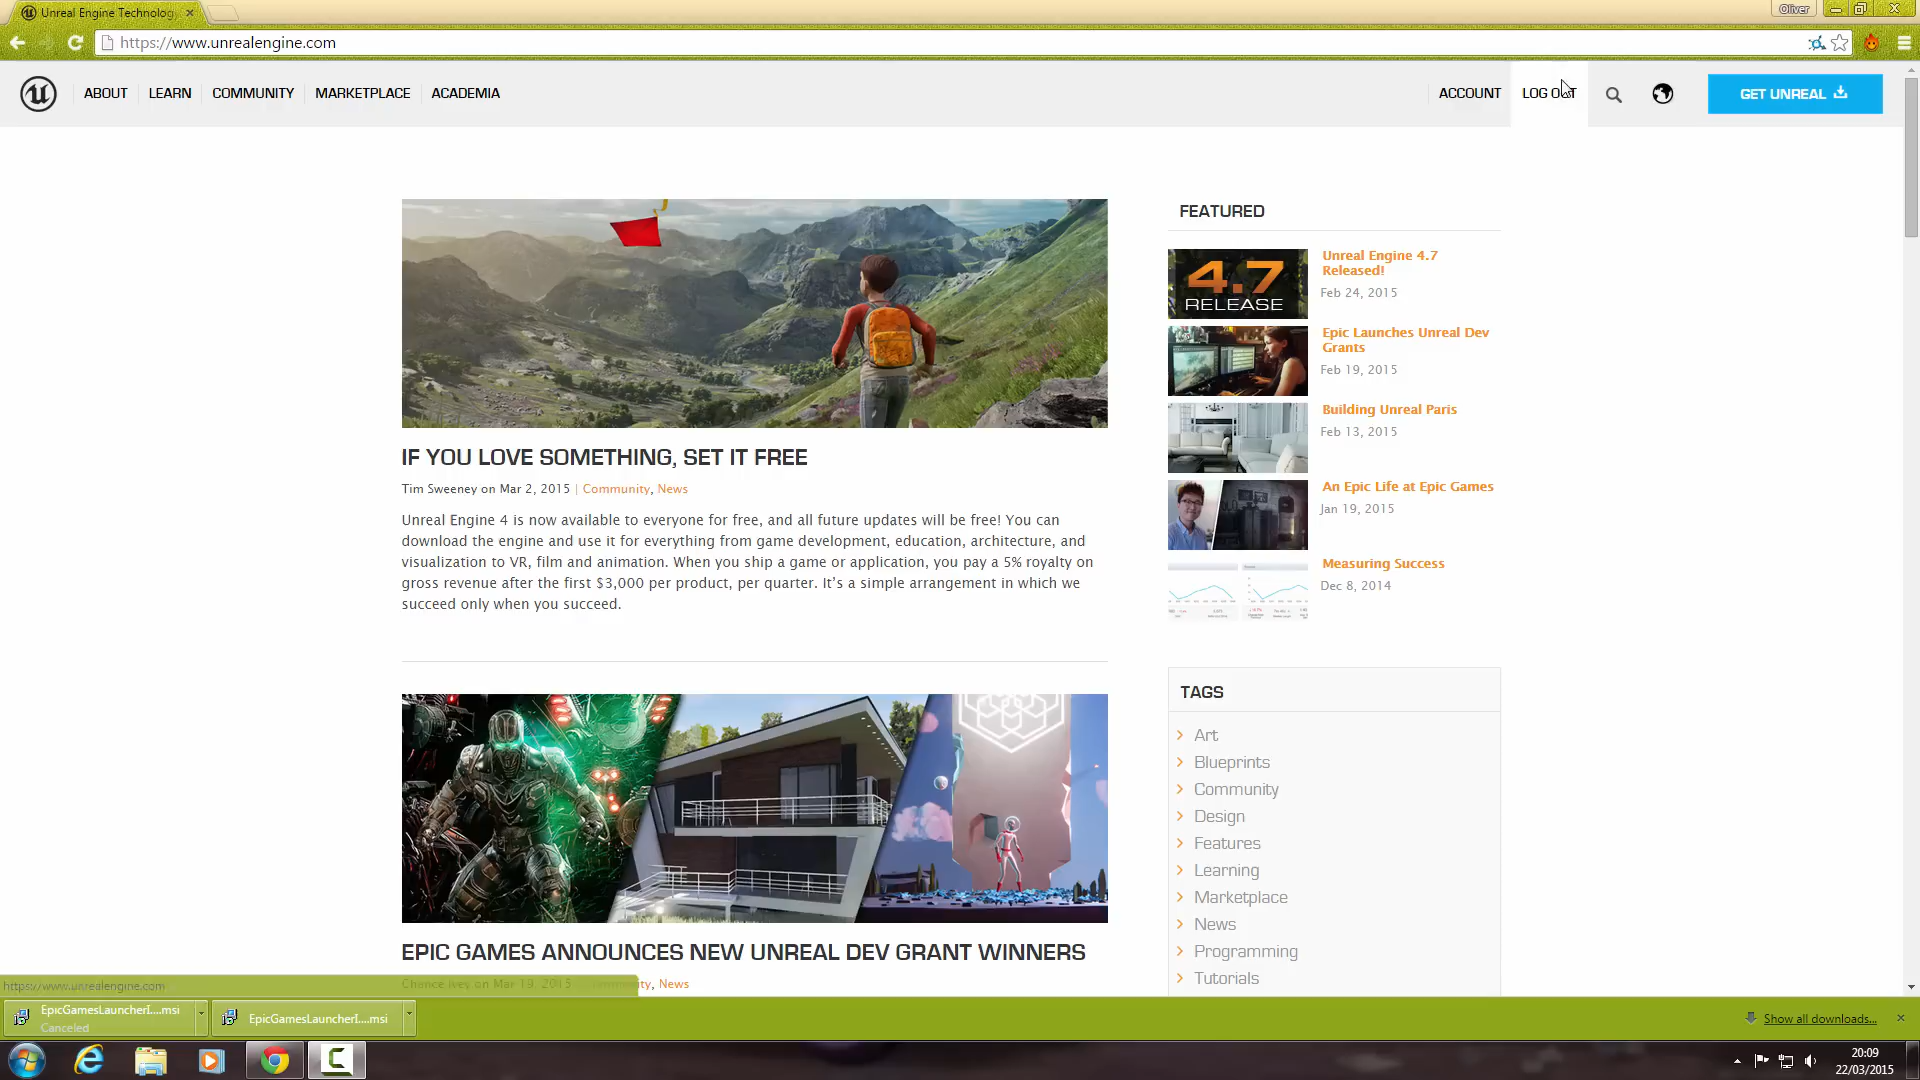 Unreal Engine Technology
Oliver
https://www.unrealengine.com
ABOUT LEARN COMMUNITY MARKETPLACE ACADEMIA ACCOUNT LOG OUT GET UNREAL
FEATURED
4.7
RELEASE
Unreal Engine 4.7
Released!
Feb 24, 2015
Epic Launches Unreal Dev
Grants
Feb 19, 2015
Building Unreal Paris
Feb 13, 2015
An Epic Life at Epic Games
Jan 19, 2015
Measuring Success
Dec 8, 2014
IF YOU LOVE SOMETHING, SET IT FREE
Tim Sweeney on Mar 2, 2015 | Community, News
Unreal Engine 4 is now available to everyone for free, and all future updates will be free! You can
download the engine and use it for everything from game development, education, architecture, and
visualization to VR, film and animation. When you ship a game or application, you pay a 5% royalty on
gross revenue after the first $3,000 per product, per quarter. It's a simple arrangement in which we
succeed only when you succeed.
EPIC GAMES ANNOUNCES NEW UNREAL DEV GRANT WINNERS
Chance Ivey on Mar 19, 2015 Community, News
TAGS
Art
Blueprints
Community
Design
Features
Learning
Marketplace
News
Programming
Tutorials
https://www.unrealengine.com
EpicGamesLauncherI....msi
Canceled
EpicGamesLauncherI....msi
Show all downloads...
20:09
22/03/2015